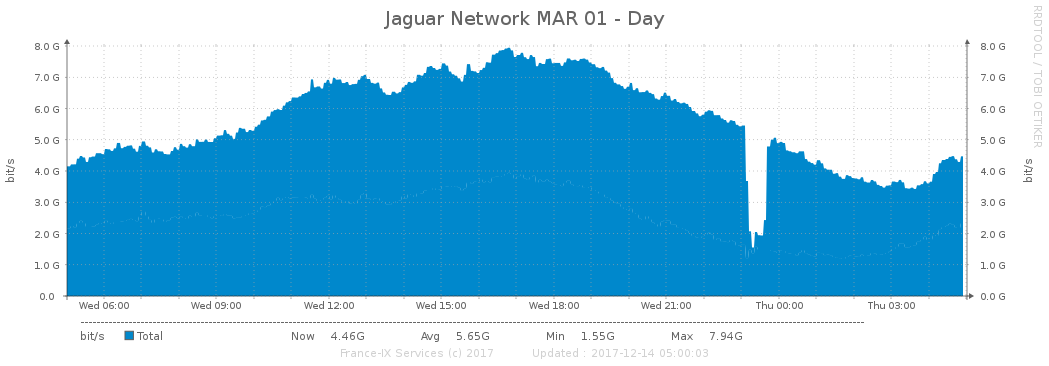 Jaguar Network MAR 01 - Day
RRDTOOL / TOBI OETIKER
8.0 G 8.0 G
7.0 G 7.0 G
6.0 G 6.0 G
5.0 G 5.0 G
4.0 G 4.0 G
3.0 G 3.0 G
2.0 G 2.0 G
1.0 G 1.0 G
0.0 0.0 G
bit/s bit/s
Wed 06:00 Wed 09:00 Wed 12:00 Wed 15:00 Wed 18:00 Wed 21:00 Thu 00:00 Thu 03:00
bit/s Total Now 4.46G Avg 5.65G Min 1.55G Max 7.94G
France-IX Services (c) 2017 Updated : 2017-12-14 05:00:03